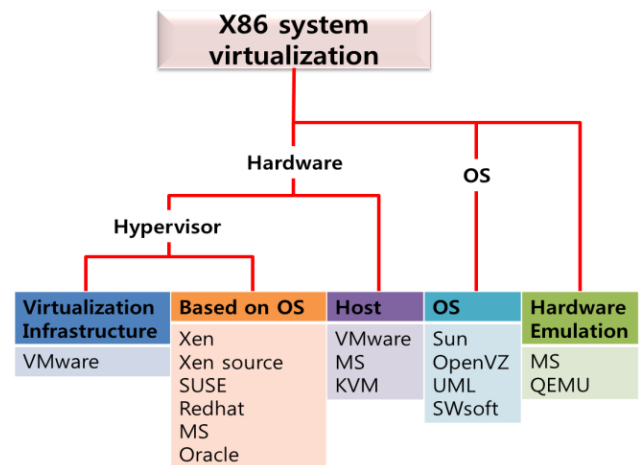 X86 system
virtualization
Hardware
OS
Hypervisor
Virtualization
Infrastructure
VMware
Based on OS
Xen
Xen source
SUSE
Redhat
MS
Oracle
Host
VMware
MS
KVM
OS
Sun
OpenVZ
UML
SWsoft
Hardware
Emulation
MS
QEMU